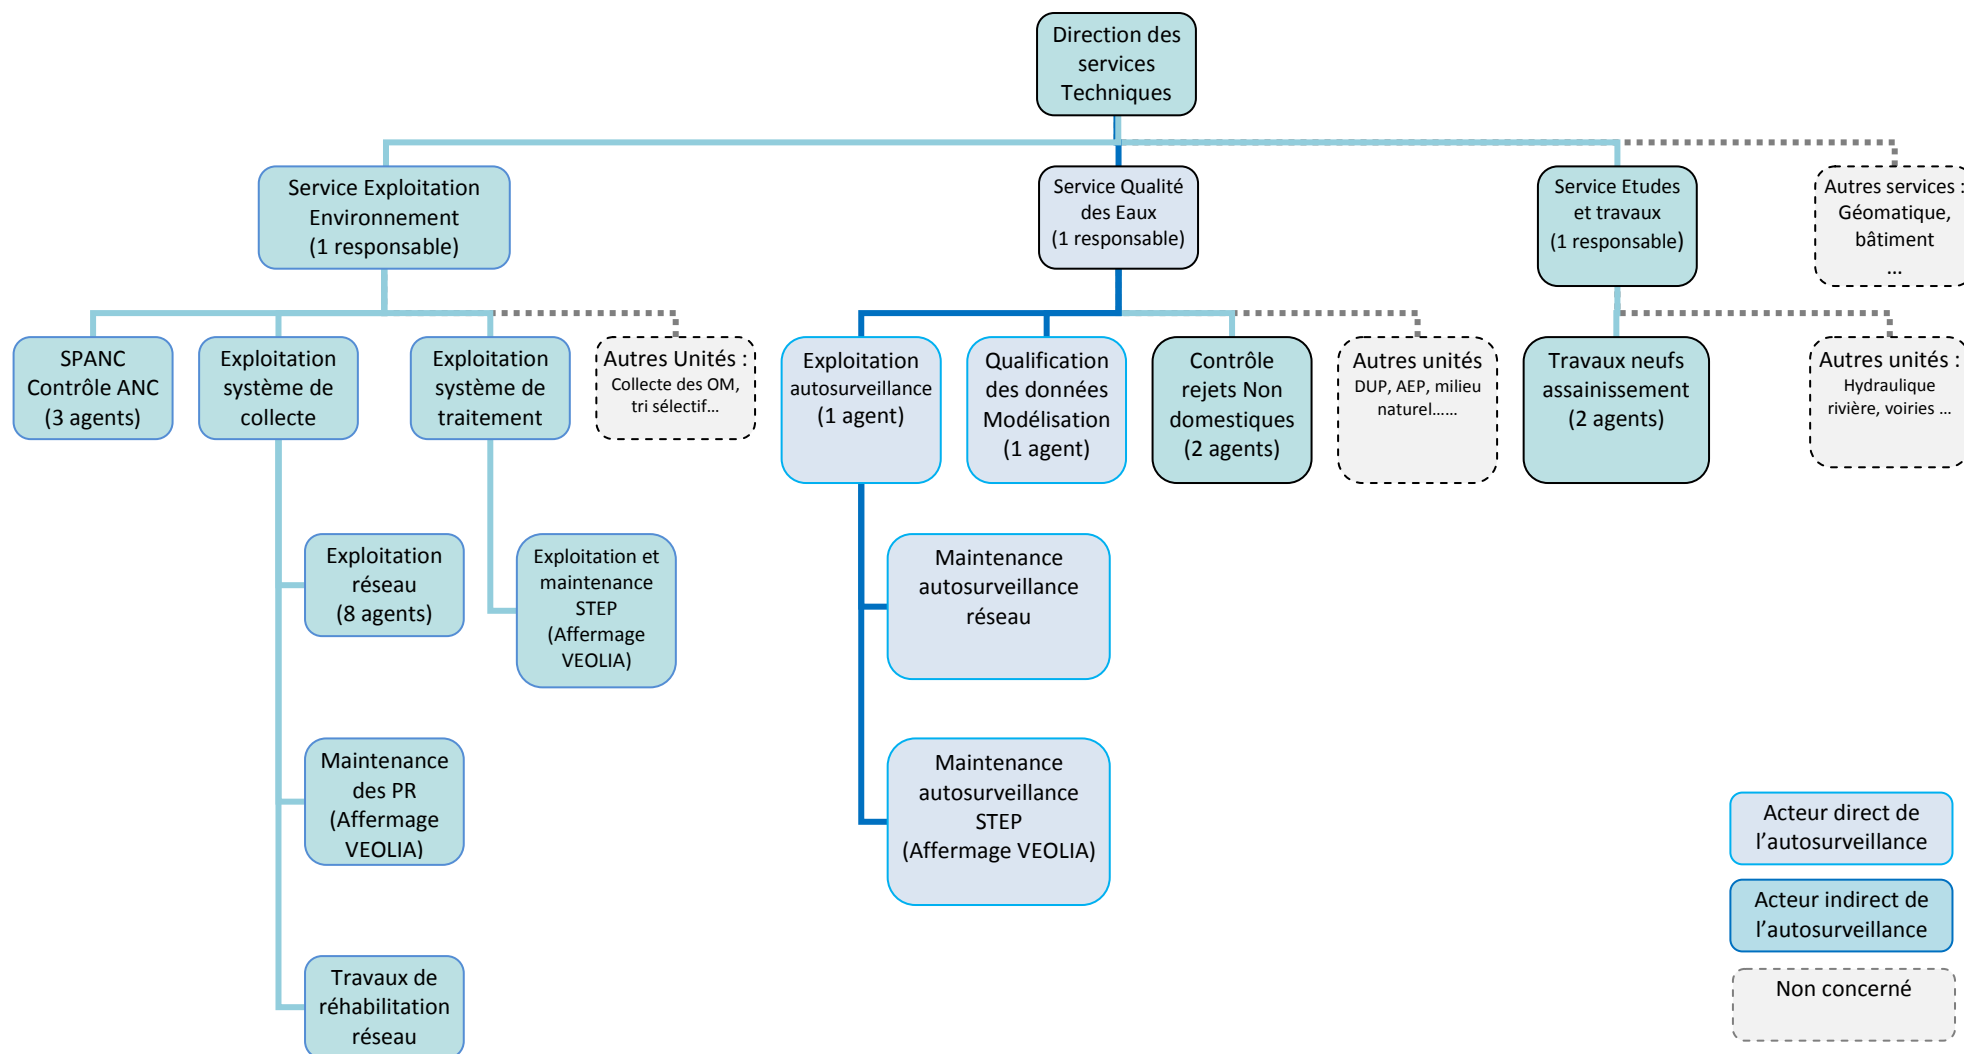 Direction des
services
Techniques
Service Exploitation
Environnement
(1 responsable)
Service Qualité
des Eaux
(1 responsable)
Service Etudes
et travaux
(1 responsable)
Autres services :
Géomatique,
bâtiment
...
SPANC
Contrôle ANC
(3 agents)
Exploitation
système de
collecte
Exploitation
système de
traitement
Autres Unités :
Collecte des OM,
tri sélectif...
Exploitation
autosurveillance
(1 agent)
Qualification
des données
Modélisation
(1 agent)
Contrôle
rejets Non
domestiques
(2 agents)
Autres unités
DUP, AEP, milieu
naturel......
Travaux neufs
assainissement
(2 agents)
Autres unités :
Hydraulique
rivière, voiries ...
Exploitation
réseau
(8 agents)
Exploitation et
maintenance
STEP
(Affermage
VEOLIA)
Maintenance
autosurveillance
réseau
Maintenance
des PR
(Affermage
VEOLIA)
Maintenance
autosurveillance
STEP
(Affermage VEOLIA)
Travaux de
réhabilitation
réseau
Acteur direct de
l'autosurveillance
Acteur indirect de
l'autosurveillance
Non concerné